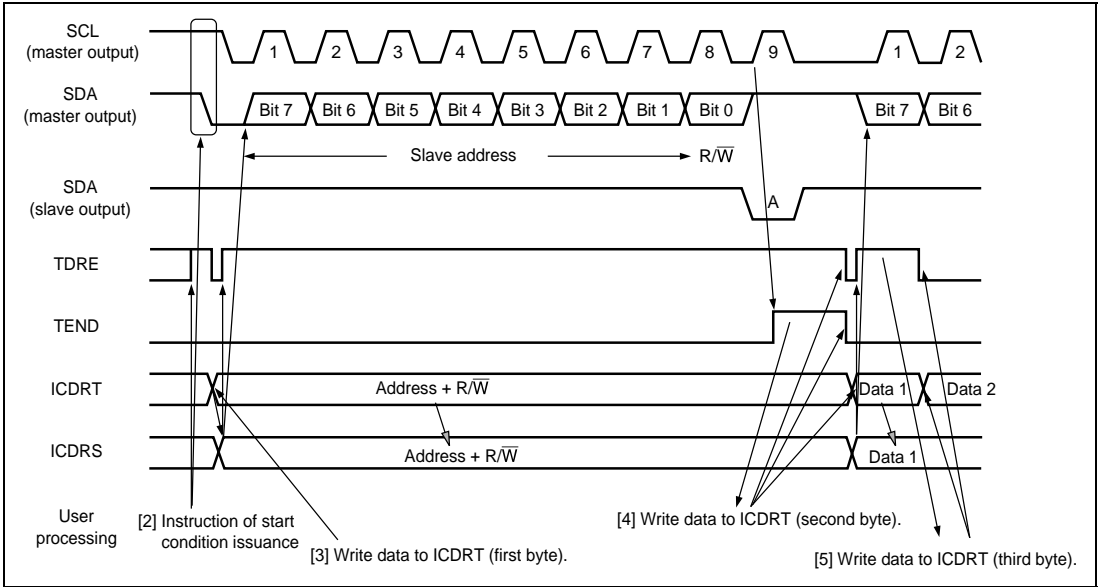 SCL
(master output)
1 2 3 4 5 6 7 8 9 1 2
SDA
(master output)
Bit 7 Bit 6 Bit 5 Bit 4 Bit 3 Bit 2 Bit 1 Bit 0 Bit 7 Bit 6
Slave address R/W̅
SDA
(slave output)
A
TDRE
TEND
ICDRT
Address + R/W̅ Data 1 Data 2
ICDRS
Address + R/W̅ Data 1
User
processing
[2] Instruction of start
condition issuance
[3] Write data to ICDRT (first byte).
[4] Write data to ICDRT (second byte).
[5] Write data to ICDRT (third byte).